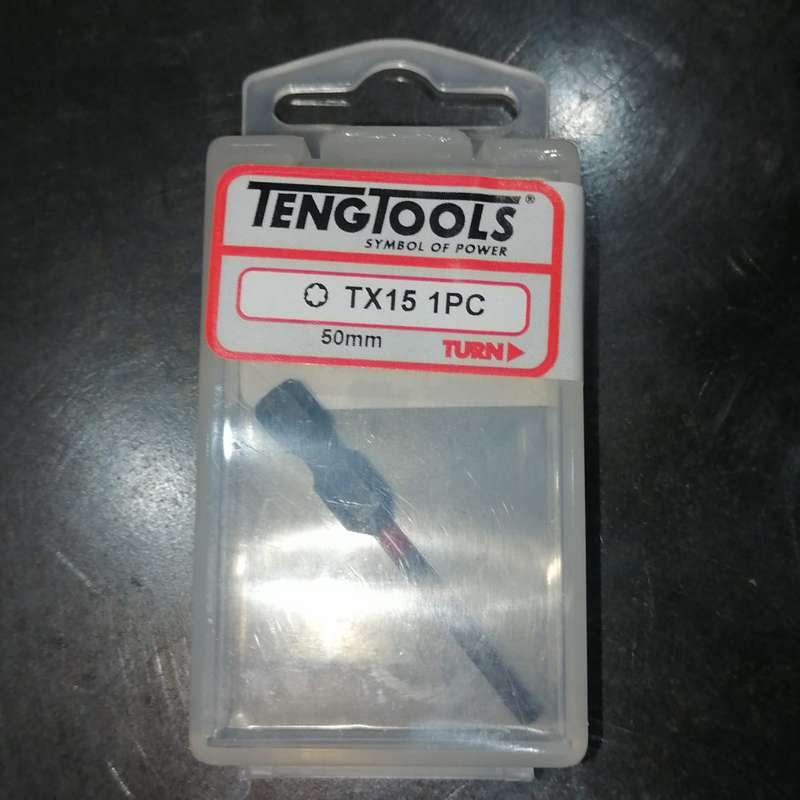 TENGTOOLS®
SYMBOL OF POWER
TX15 1PC
50mm
TURN